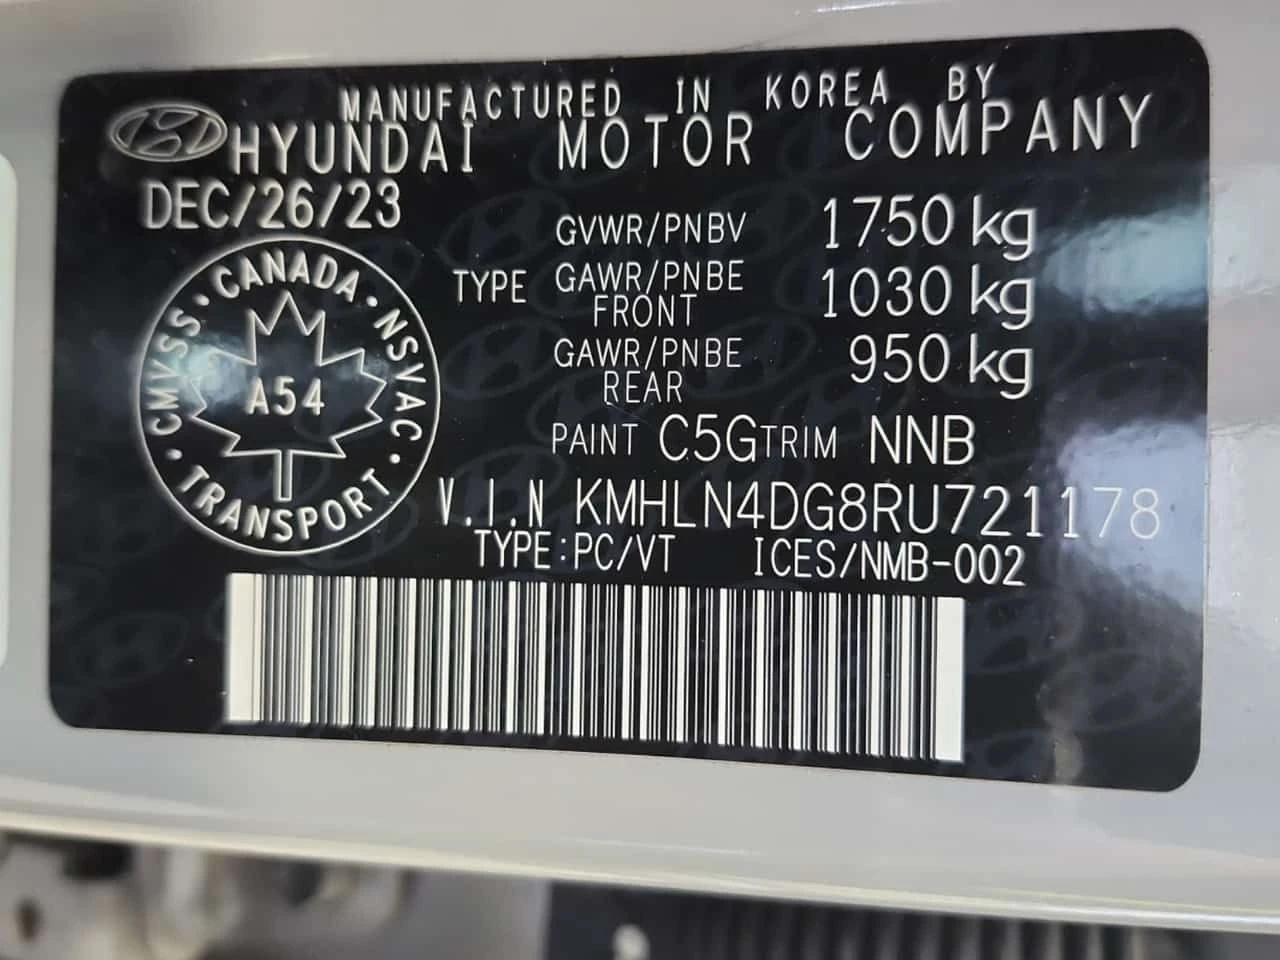 MANUFACTURED IN KOREA BY
HYUNDAI MOTOR COMPANY
DEC/26/23
GVWR/PNBV 1750 kg
TYPE GAWR/PNBE FRONT 1030 kg
GAWR/PNBE REAR 950 kg
PAINT C5G TRIM NNB
V.I.N KMHLN4DG8RU721178
TYPE:PC/VT ICES/NMB-002
CANADA • NSVAC • TRANSPORT • CMVSS •
A54